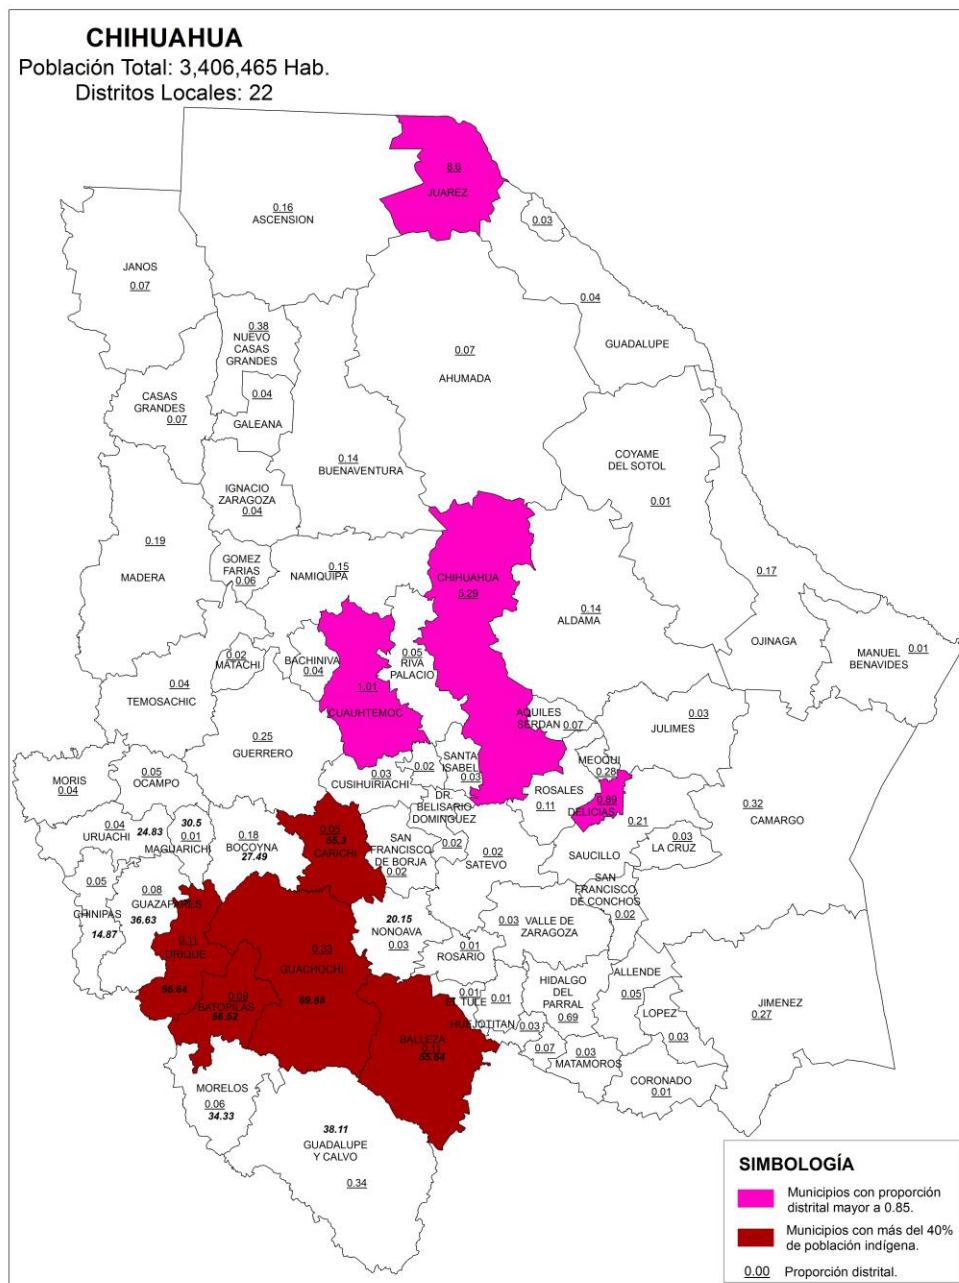 CHIHUAHUA
Población Total: 3,406,465 Hab.
Distritos Locales: 22
8.6
JUAREZ
0.16
ASCENSION
0.03
JANOS
0.07
0.04
GUADALUPE
0.38
NUEVO
CASAS
GRANDES
0.07
AHUMADA
CASAS
GRANDES
0.07
0.04
GALEANA
0.14
BUENAVENTURA
COYAME
DEL SOTOL
0.01
IGNACIO
ZARAGOZA
0.04
0.19
MADERA
GOMEZ
FARIAS
0.06
0.15
NAMIQUIPA
CHIHUAHUA
5.29
0.17
OJINAGA
0.14
ALDAMA
0.01
MANUEL
BENAVIDES
0.02
MATACHI
BACHINIVA
0.04
0.05
RIVA
PALACIO
0.04
TEMOSACHIC
1.01
CUAUHTEMOC
AQUILES
SERDAN
0.07
0.03
JULIMES
0.25
GUERRERO
MEOQUI
0.28
SANTA
ISABEL
0.03
0.03
CUSIHUIRIACHI
0.02
MORIS
0.04
0.05
OCAMPO
DR.
BELISARIO
DOMINGUEZ
0.02
ROSALES
0.11
0.89
DELICIAS
0.32
CAMARGO
0.21
SAUCILLO
0.03
LA CRUZ
0.04
URUACHI
24.83
30.5
0.01
MAGUARICHI
0.18
BOCOYNA
27.49
0.05
55.3
CARICHI
SAN
FRANCISCO
DE BORJA
0.02
0.02
SATEVO
SAN
FRANCISCO
DE CONCHOS
0.02
0.05
CHINIPAS
14.87
0.08
GUAZAPARES
36.63
20.15
NONOAVA
0.03
0.03
VALLE DE
ZARAGOZA
0.01
ROSARIO
0.11
URIQUE
56.64
0.33
GUACHOCHI
69.68
0.09
BATOPILAS
56.52
0.01
EL TULE
0.01
HUEJOTITAN
HIDALGO
DEL
PARRAL
0.69
ALLENDE
0.05
LOPEZ
0.03
JIMENEZ
0.27
0.03
0.07
0.03
MATAMOROS
CORONADO
0.01
BALLEZA
0.11
55.64
MORELOS
0.06
34.33
38.11
GUADALUPE
Y CALVO
0.34
SIMBOLOGÍA
Municipios con proporción
distrital mayor a 0.85.
Municipios con más del 40%
de población indígena.
0.00 Proporción distrital.